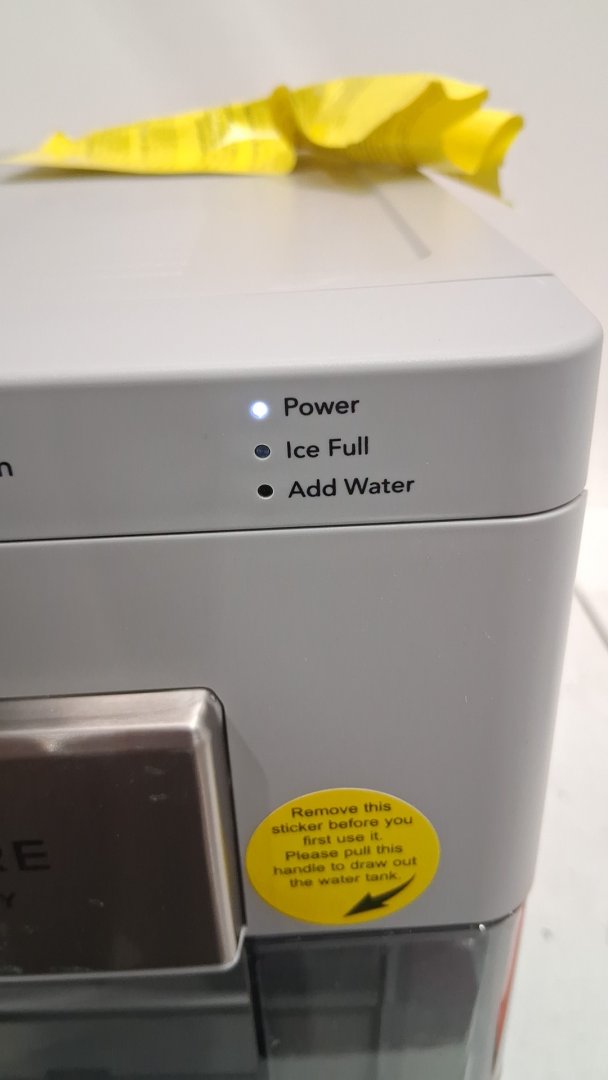 Power
Ice Full
n
Add Water
Remove this
sticker before you
first use it.
Please pull this
handle to draw out
the water tank.
RE
Y